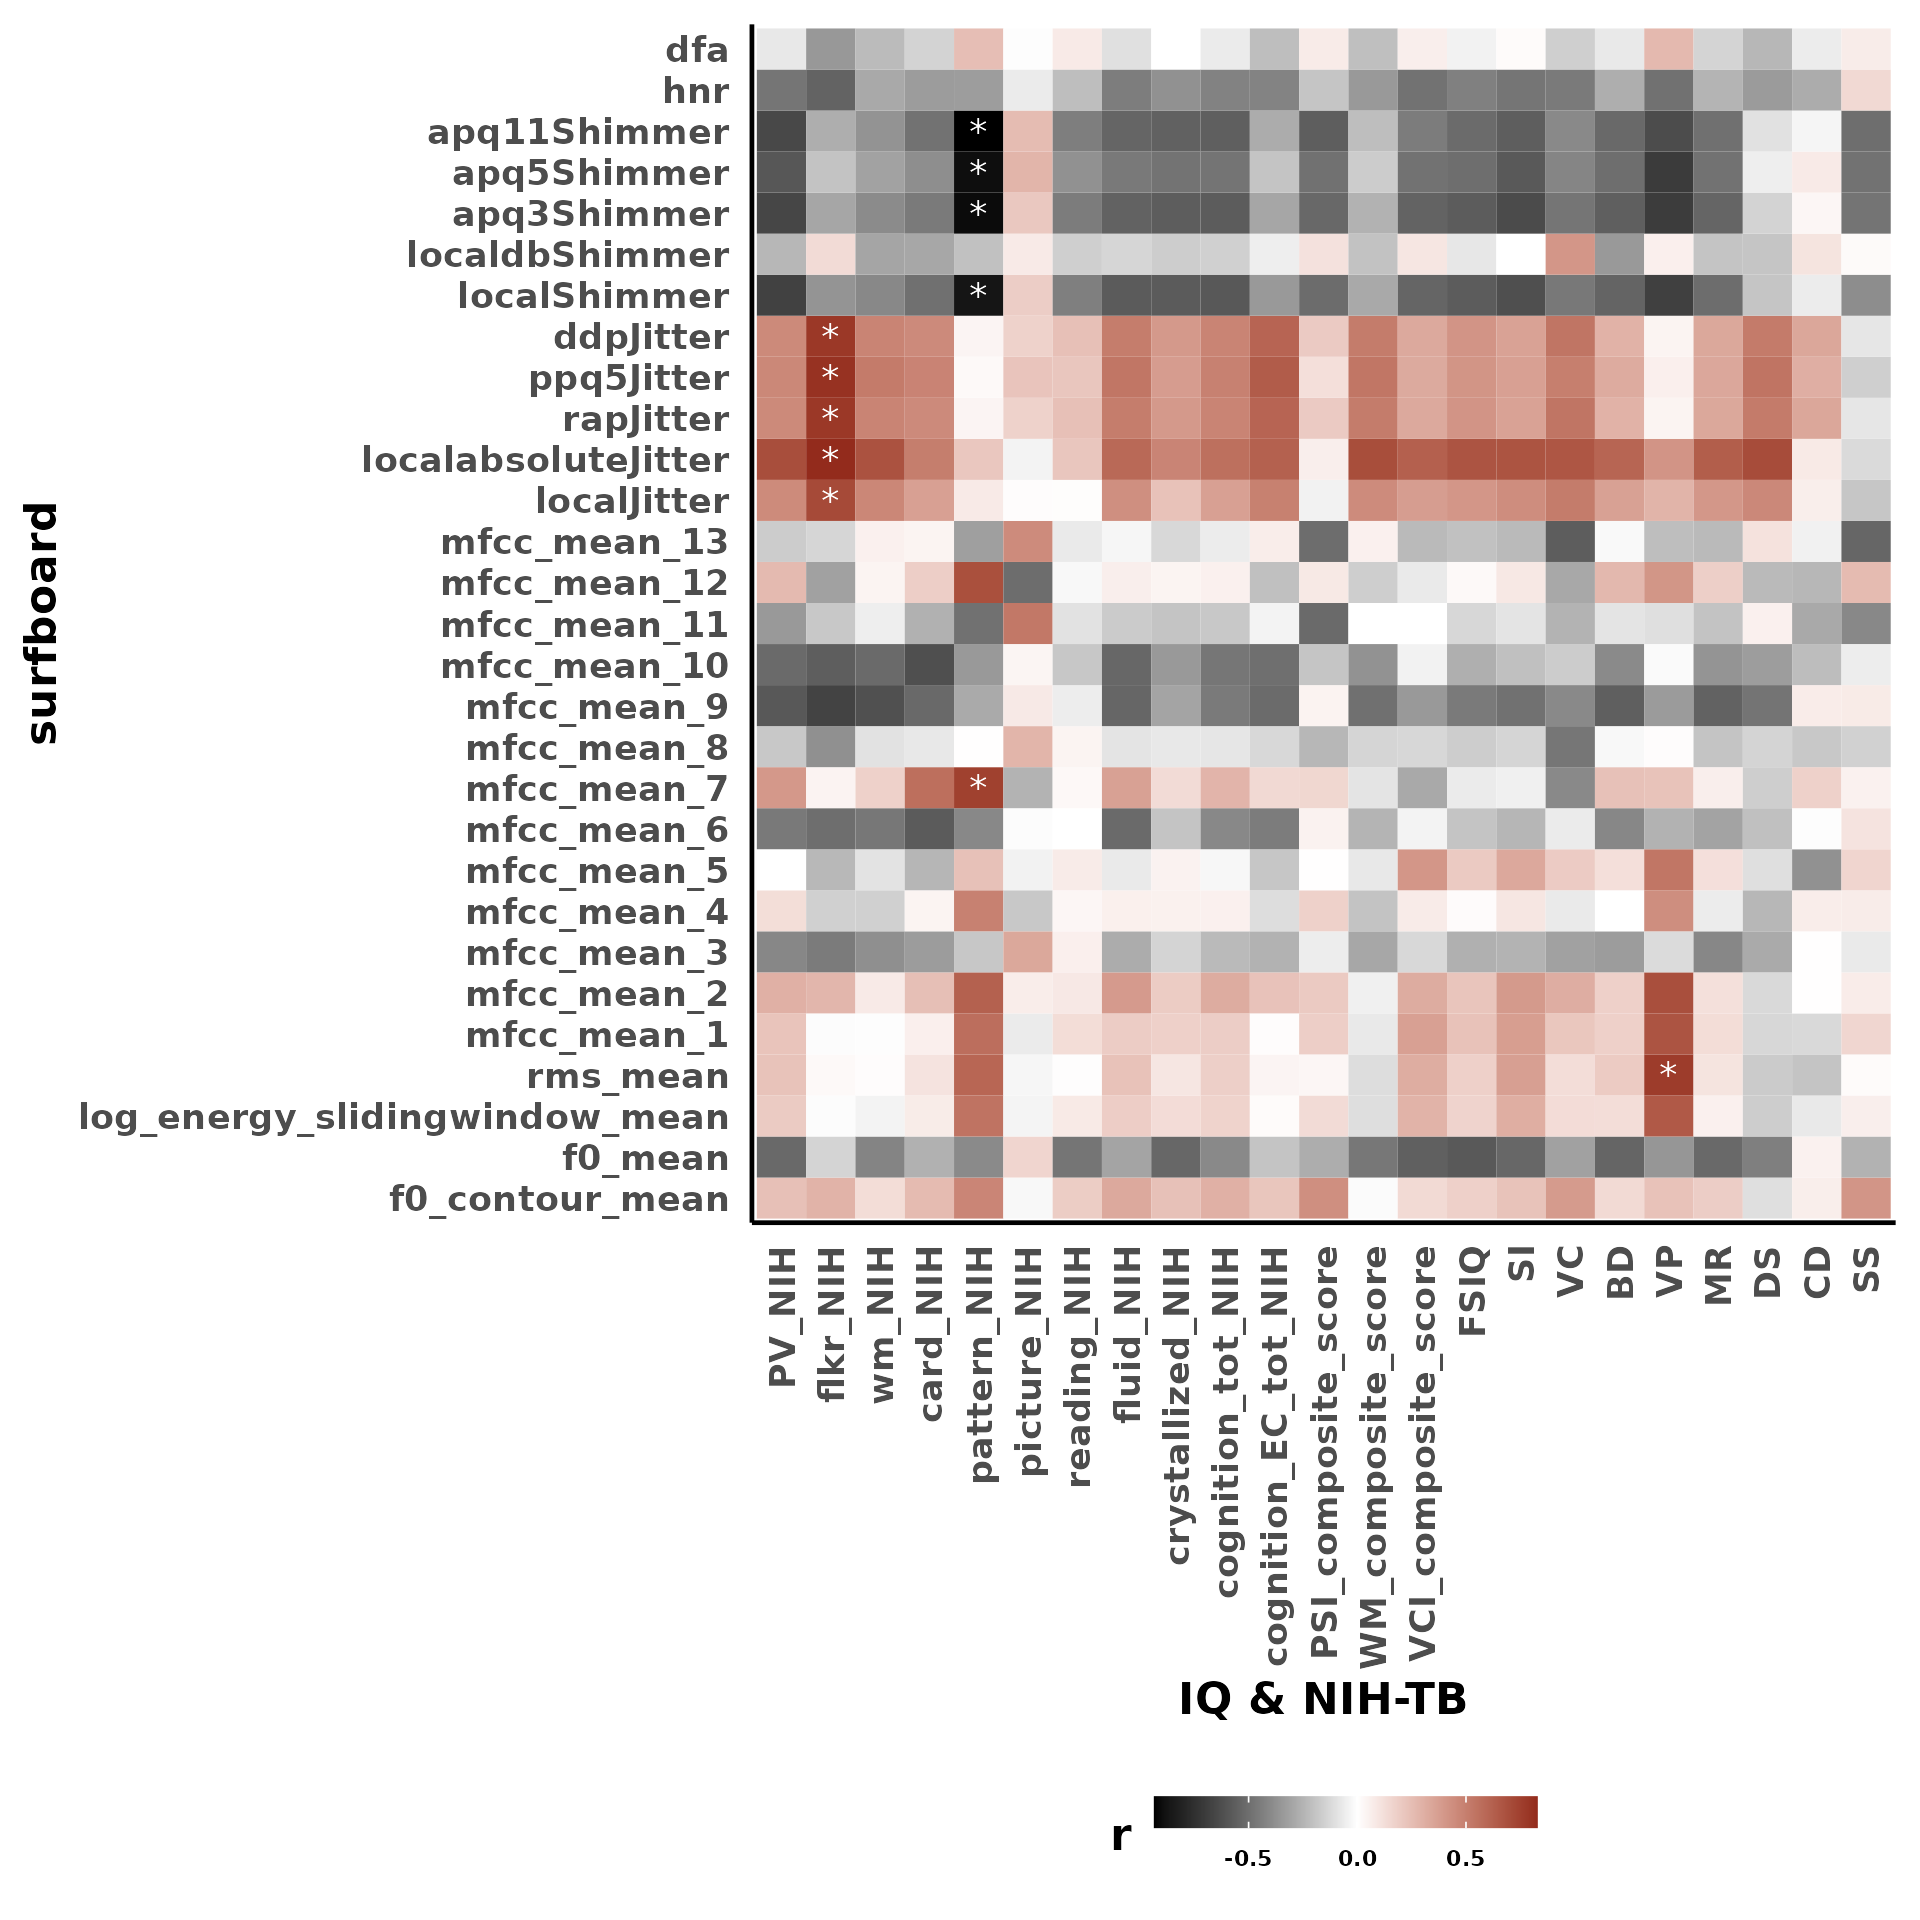 surfboard
dfa
hnr
apq11Shimmer
*
apq5Shimmer
*
apq3Shimmer
*
localdbShimmer
localShimmer
*
ddpJitter
*
ppq5Jitter
*
rapJitter
*
localabsoluteJitter
*
localJitter
*
mfcc_mean_13
mfcc_mean_12
mfcc_mean_11
mfcc_mean_10
mfcc_mean_9
mfcc_mean_8
mfcc_mean_7
*
mfcc_mean_6
mfcc_mean_5
mfcc_mean_4
mfcc_mean_3
mfcc_mean_2
mfcc_mean_1
rms_mean
*
log_energy_slidingwindow_mean
f0_mean
f0_contour_mean
PV_NIH
flkr_NIH
wm_NIH
card_NIH
pattern_NIH
picture_NIH
reading_NIH
fluid_NIH
crystallized_NIH
cognition_tot_NIH
cognition_EC_tot_NIH
PSI_composite_score
WM_composite_score
VCI_composite_score
FSIQ
SI
VC
BD
VP
MR
DS
CD
SS
IQ & NIH-TB
r
-0.5
0.0
0.5